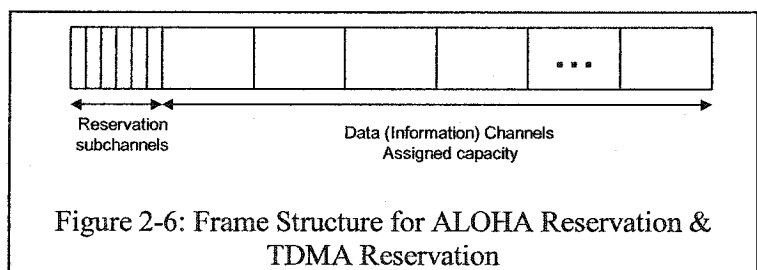 ...
Reservation
subchannels
Data (Information) Channels
Assigned capacity
Figure 2-6: Frame Structure for ALOHA Reservation &
TDMA Reservation